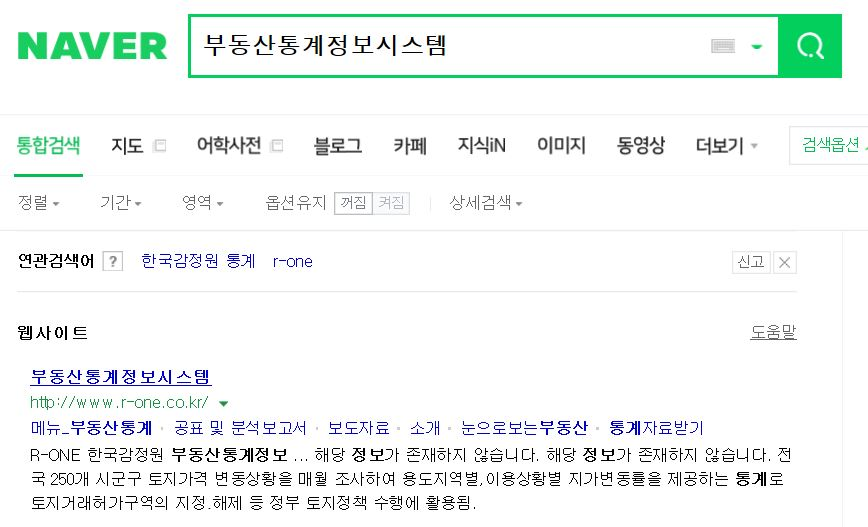 NAVER 부동산통계정보시스템
통합검색 지도 어학사전 블로그 카페 지식iN 이미지 동영상 더보기 검색옵션
정렬 기간 영역 옵션유지 꺼짐 켜짐 상세검색
연관검색어 ? 한국감정원 통계 r-one 신고
웹사이트 도움말
부동산통계정보시스템
http://www.r-one.co.kr/
메뉴_부동산통계 · 공표 및 분석보고서 · 보도자료 · 소개 · 눈으로보는부동산 · 통계자료받기
R-ONE 한국감정원 부동산통계정보 ... 해당 정보가 존재하지 않습니다. 해당 정보가 존재하지 않습니다. 전
국 250개 시군구 토지가격 변동상황을 매월 조사하여 용도지역별,이용상황별 지가변동률을 제공하는 통계로
토지거래허가구역의 지정.해제 등 정부 토지정책 수행에 활용됨.